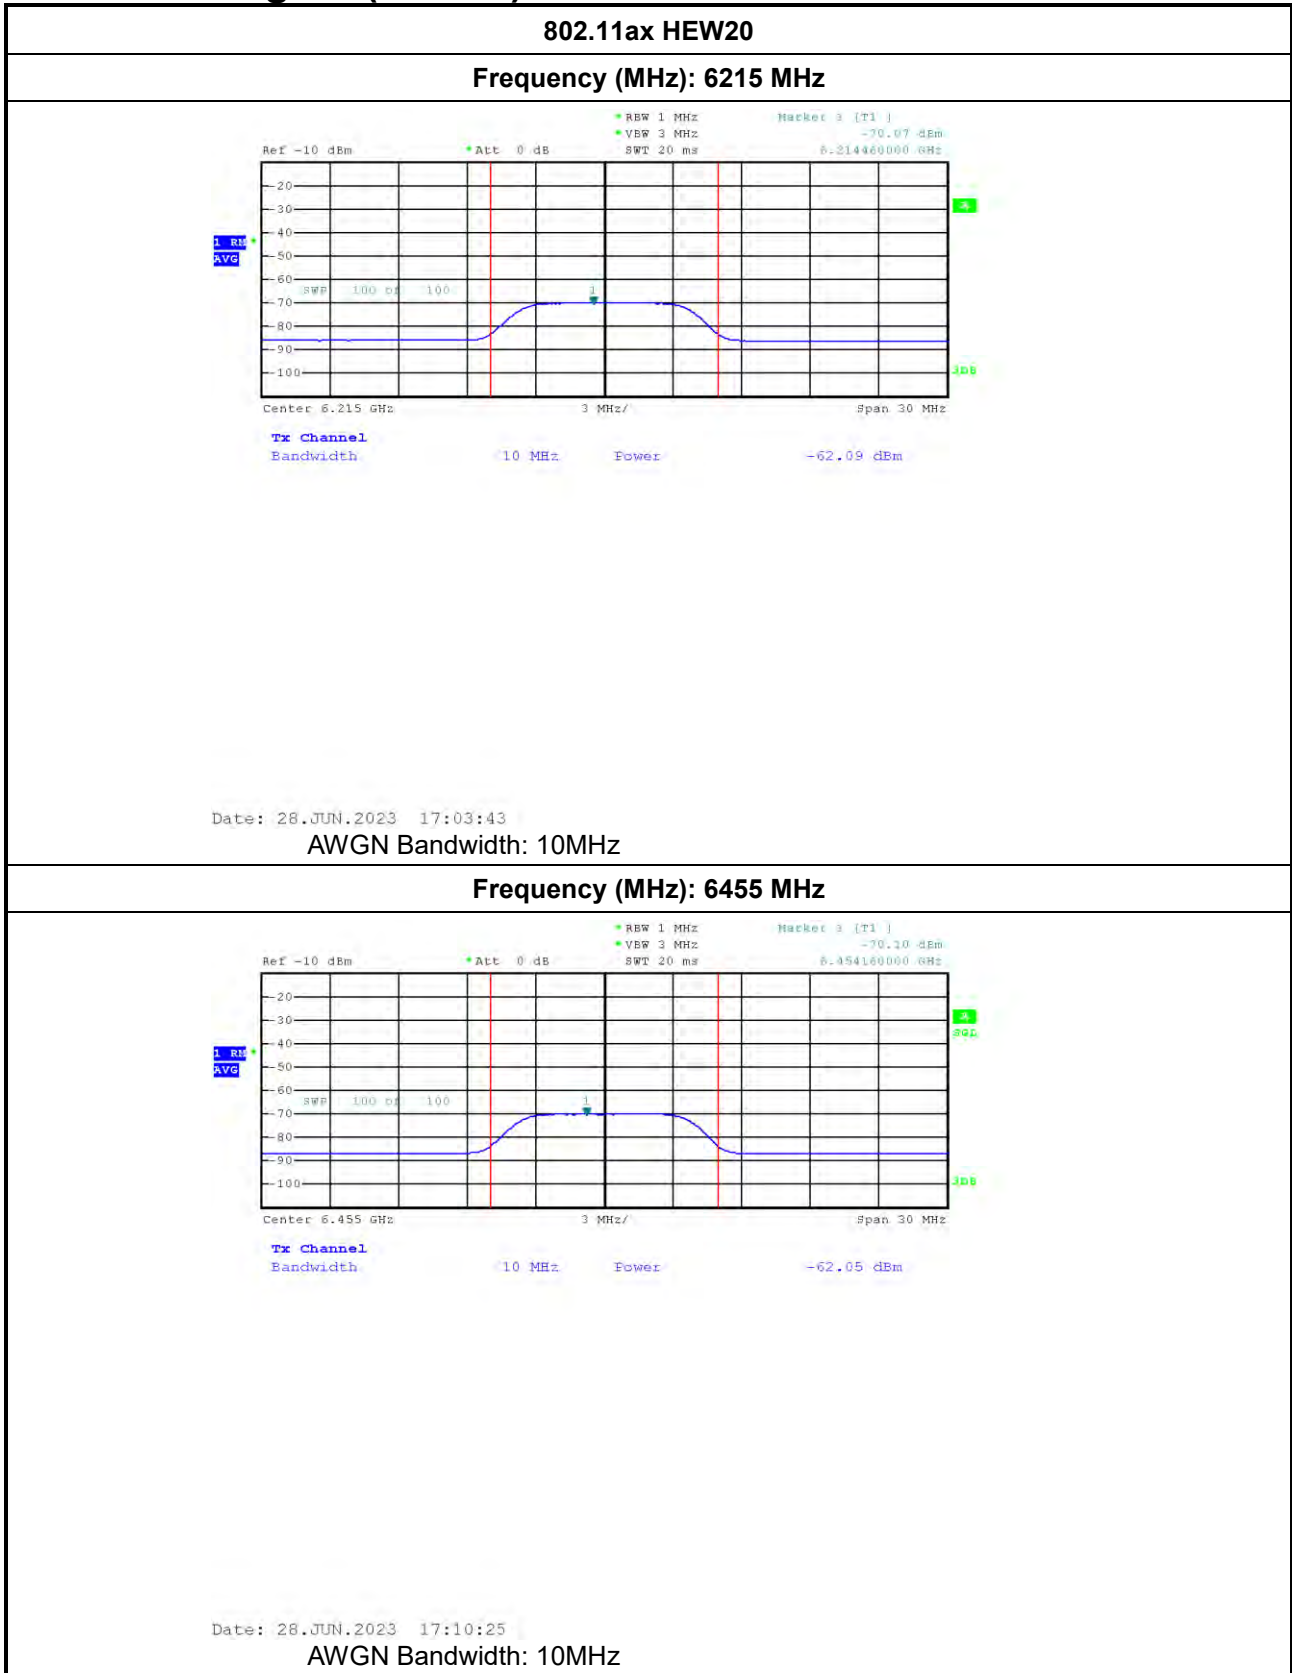 802.11ax HEW20
Frequency (MHz): 6215 MHz
* RBW 1 MHz Marker 1 [T1 ]
* VBW 3 MHz -70.07 dBm
Ref -10 dBm * Att 0 dB SWT 20 ms 6.214460000 GHz
-20
-30
A
-40
1 RM *
AVG
-50
-60
SWP 100 of 100
1
-70
-80
-90
-100
3DB
Center 6.215 GHz 3 MHz/ Span 30 MHz
Tx Channel
Bandwidth 10 MHz Power -62.09 dBm
Date: 28.JUN.2023 17:03:43
AWGN Bandwidth: 10MHz
Frequency (MHz): 6455 MHz
* RBW 1 MHz Marker 1 [T1 ]
* VBW 3 MHz -70.10 dBm
Ref -10 dBm * Att 0 dB SWT 20 ms 6.454160000 GHz
-20
-30
A
SGL
-40
1 RM *
AVG
-50
-60
SWP 100 of 100
1
-70
-80
-90
-100
3DB
Center 6.455 GHz 3 MHz/ Span 30 MHz
Tx Channel
Bandwidth 10 MHz Power -62.05 dBm
Date: 28.JUN.2023 17:10:25
AWGN Bandwidth: 10MHz